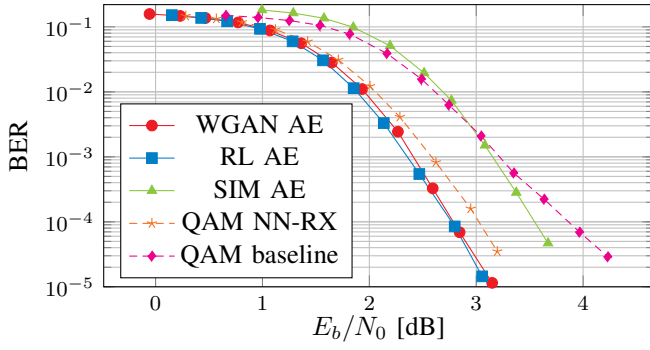 10⁻¹
10⁻²
10⁻³
10⁻⁴
10⁻⁵
BER
WGAN AE
RL AE
SIM AE
QAM NN-RX
QAM baseline
0 1 2 3 4
E_b/N_0 [dB]